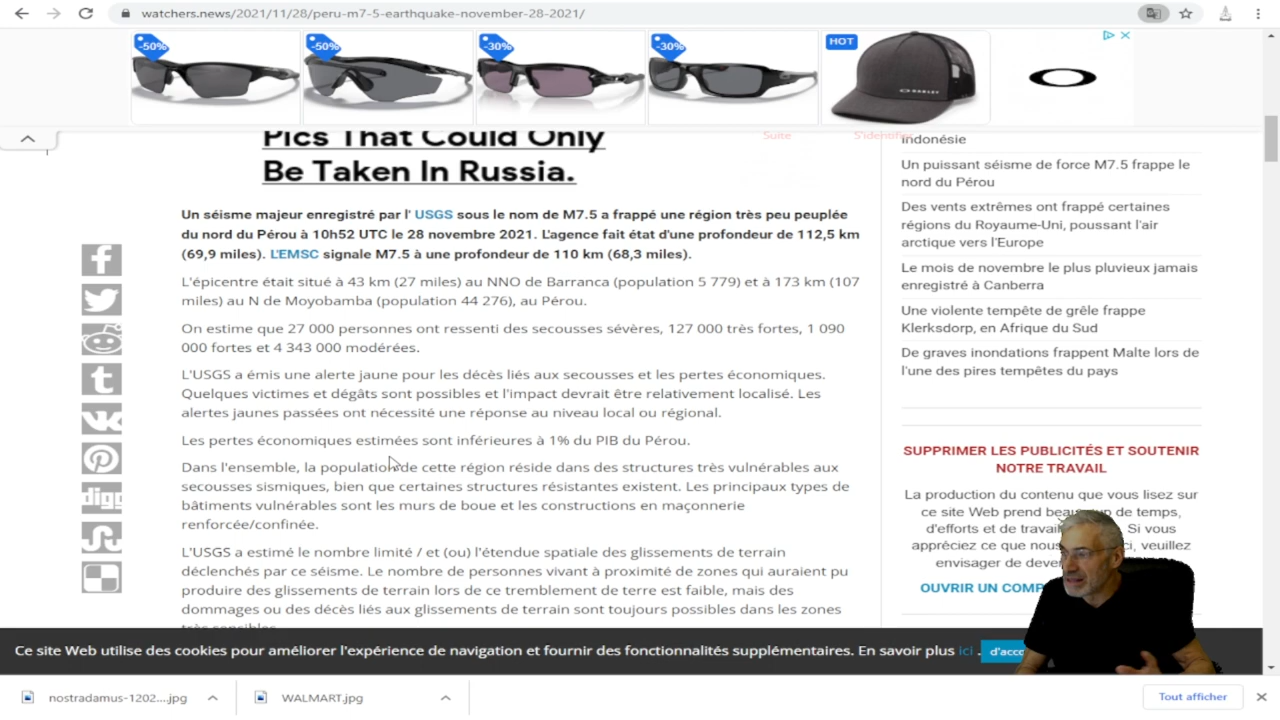 watchers.news/2021/11/28/peru-m7-5-earthquake-november-28-2021/
-50%
-50%
-30%
-30%
HOT
OAKLEY
Pics That Could Only
Be Taken In Russia.
Suite
S'identifier
Un séisme majeur enregistré par l' USGS sous le nom de M7.5 a frappé une région très peu peuplée
du nord du Pérou à 10h52 UTC le 28 novembre 2021. L'agence fait état d'une profondeur de 112,5 km
(69,9 miles). L'EMSC signale M7.5 à une profondeur de 110 km (68,3 miles).
L'épicentre était situé à 43 km (27 miles) au NNO de Barranca (population 5 779) et à 173 km (107
miles) au N de Moyobamba (population 44 276), au Pérou.
On estime que 27 000 personnes ont ressenti des secousses sévères, 127 000 très fortes, 1 090
000 fortes et 4 343 000 modérées.
L'USGS a émis une alerte jaune pour les décès liés aux secousses et les pertes économiques.
Quelques victimes et dégâts sont possibles et l'impact devrait être relativement localisé. Les
alertes jaunes passées ont nécessité une réponse au niveau local ou régional.
Les pertes économiques estimées sont inférieures à 1% du PIB du Pérou.
Dans l'ensemble, la population de cette région réside dans des structures très vulnérables aux
secousses sismiques, bien que certaines structures résistantes existent. Les principaux types de
bâtiments vulnérables sont les murs de boue et les constructions en maçonnerie
renforcée/confinée.
L'USGS a estimé le nombre limité / et (ou) l'étendue spatiale des glissements de terrain
déclenchés par ce séisme. Le nombre de personnes vivant à proximité de zones qui auraient pu
produire des glissements de terrain lors de ce tremblement de terre est faible, mais des
dommages ou des décès liés aux glissements de terrain sont toujours possibles dans les zones
très sensibles.
Indonésie
Un puissant séisme de force M7.5 frappe le
nord du Pérou
Des vents extrêmes ont frappé certaines
régions du Royaume-Uni, poussant l'air
arctique vers l'Europe
Le mois de novembre le plus pluvieux jamais
enregistré à Canberra
Une violente tempête de grêle frappe
Klerksdorp, en Afrique du Sud
De graves inondations frappent Malte lors de
l'une des pires tempêtes du pays
SUPPRIMER LES PUBLICITÉS ET SOUTENIR
NOTRE TRAVAIL
La production du contenu que vous lisez sur
ce site Web prend beaucoup de temps,
d'efforts et de travail Si vous
appréciez ce que nous ci, veuillez
envisager de
OUVRIR UN
digg
Ce site Web utilise des cookies pour améliorer l'expérience de navigation et fournir des fonctionnalités supplémentaires. En savoir plus ici .
nostradamus-1202....jpg
WALMART.jpg
Tout afficher